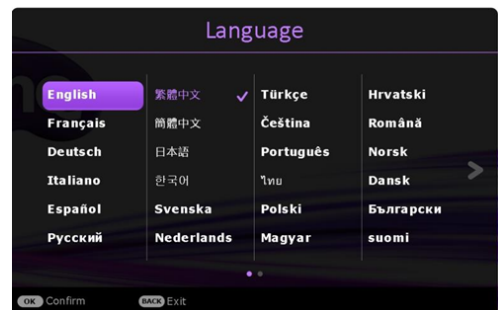 Language
English
Français
Deutsch
Italiano
Español
Русский
繁體中文
簡體中文
日本語
한국어
Svenska
Nederlands
Türkçe
Čeština
Português
ไทย
Polski
Magyar
Hrvatski
Română
Norsk
Dansk
Български
suomi
OK Confirm
BACK Exit